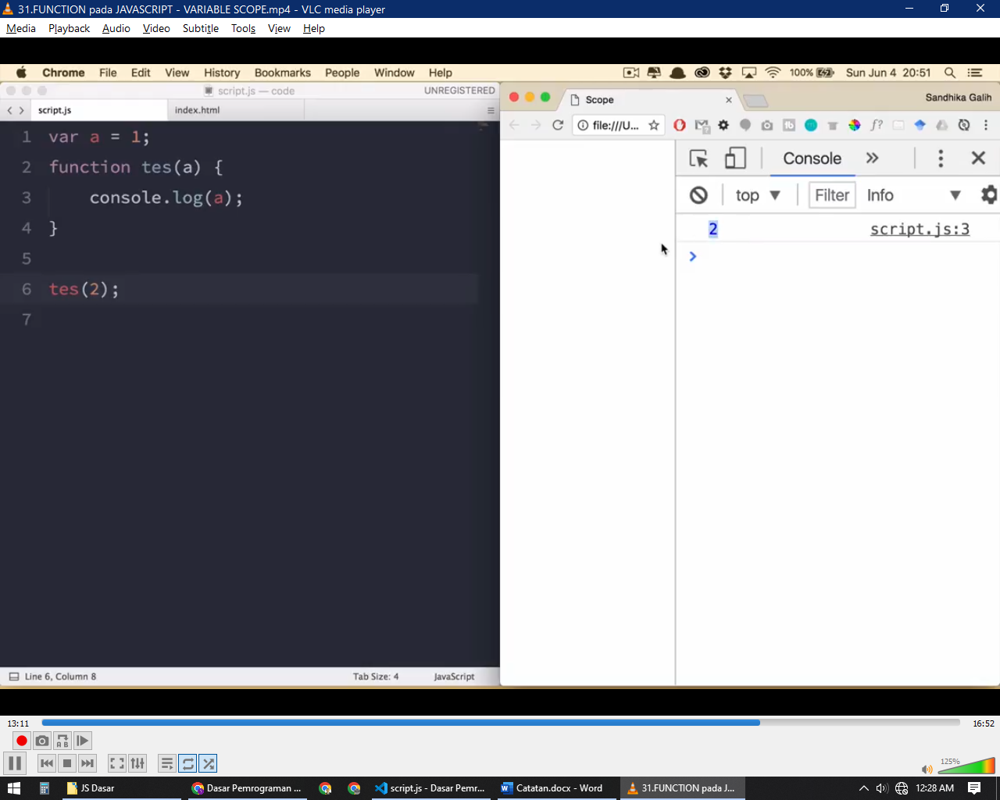 31.FUNCTION pada JAVASCRIPT - VARIABLE SCOPE.mp4 - VLC media player
Media Playback Audio Video Subtitle Tools View Help
Chrome File Edit View History Bookmarks People Window Help 100% Sun Jun 4 20:51
script.js — code UNREGISTERED
script.js index.html
Scope Sandhika Galih
file:///U...
1 var a = 1;
2 function tes(a) {
3 console.log(a);
4 }
5
6 tes(2);
7
Console
top Filter Info
2 script.js:3
Line 6, Column 8 Tab Size: 4 JavaScript
13:11 16:52
125%
JS Dasar Dasar Pemrograman ... script.js - Dasar Pemr... Catatan.docx - Word 31.FUNCTION pada J... 12:28 AM